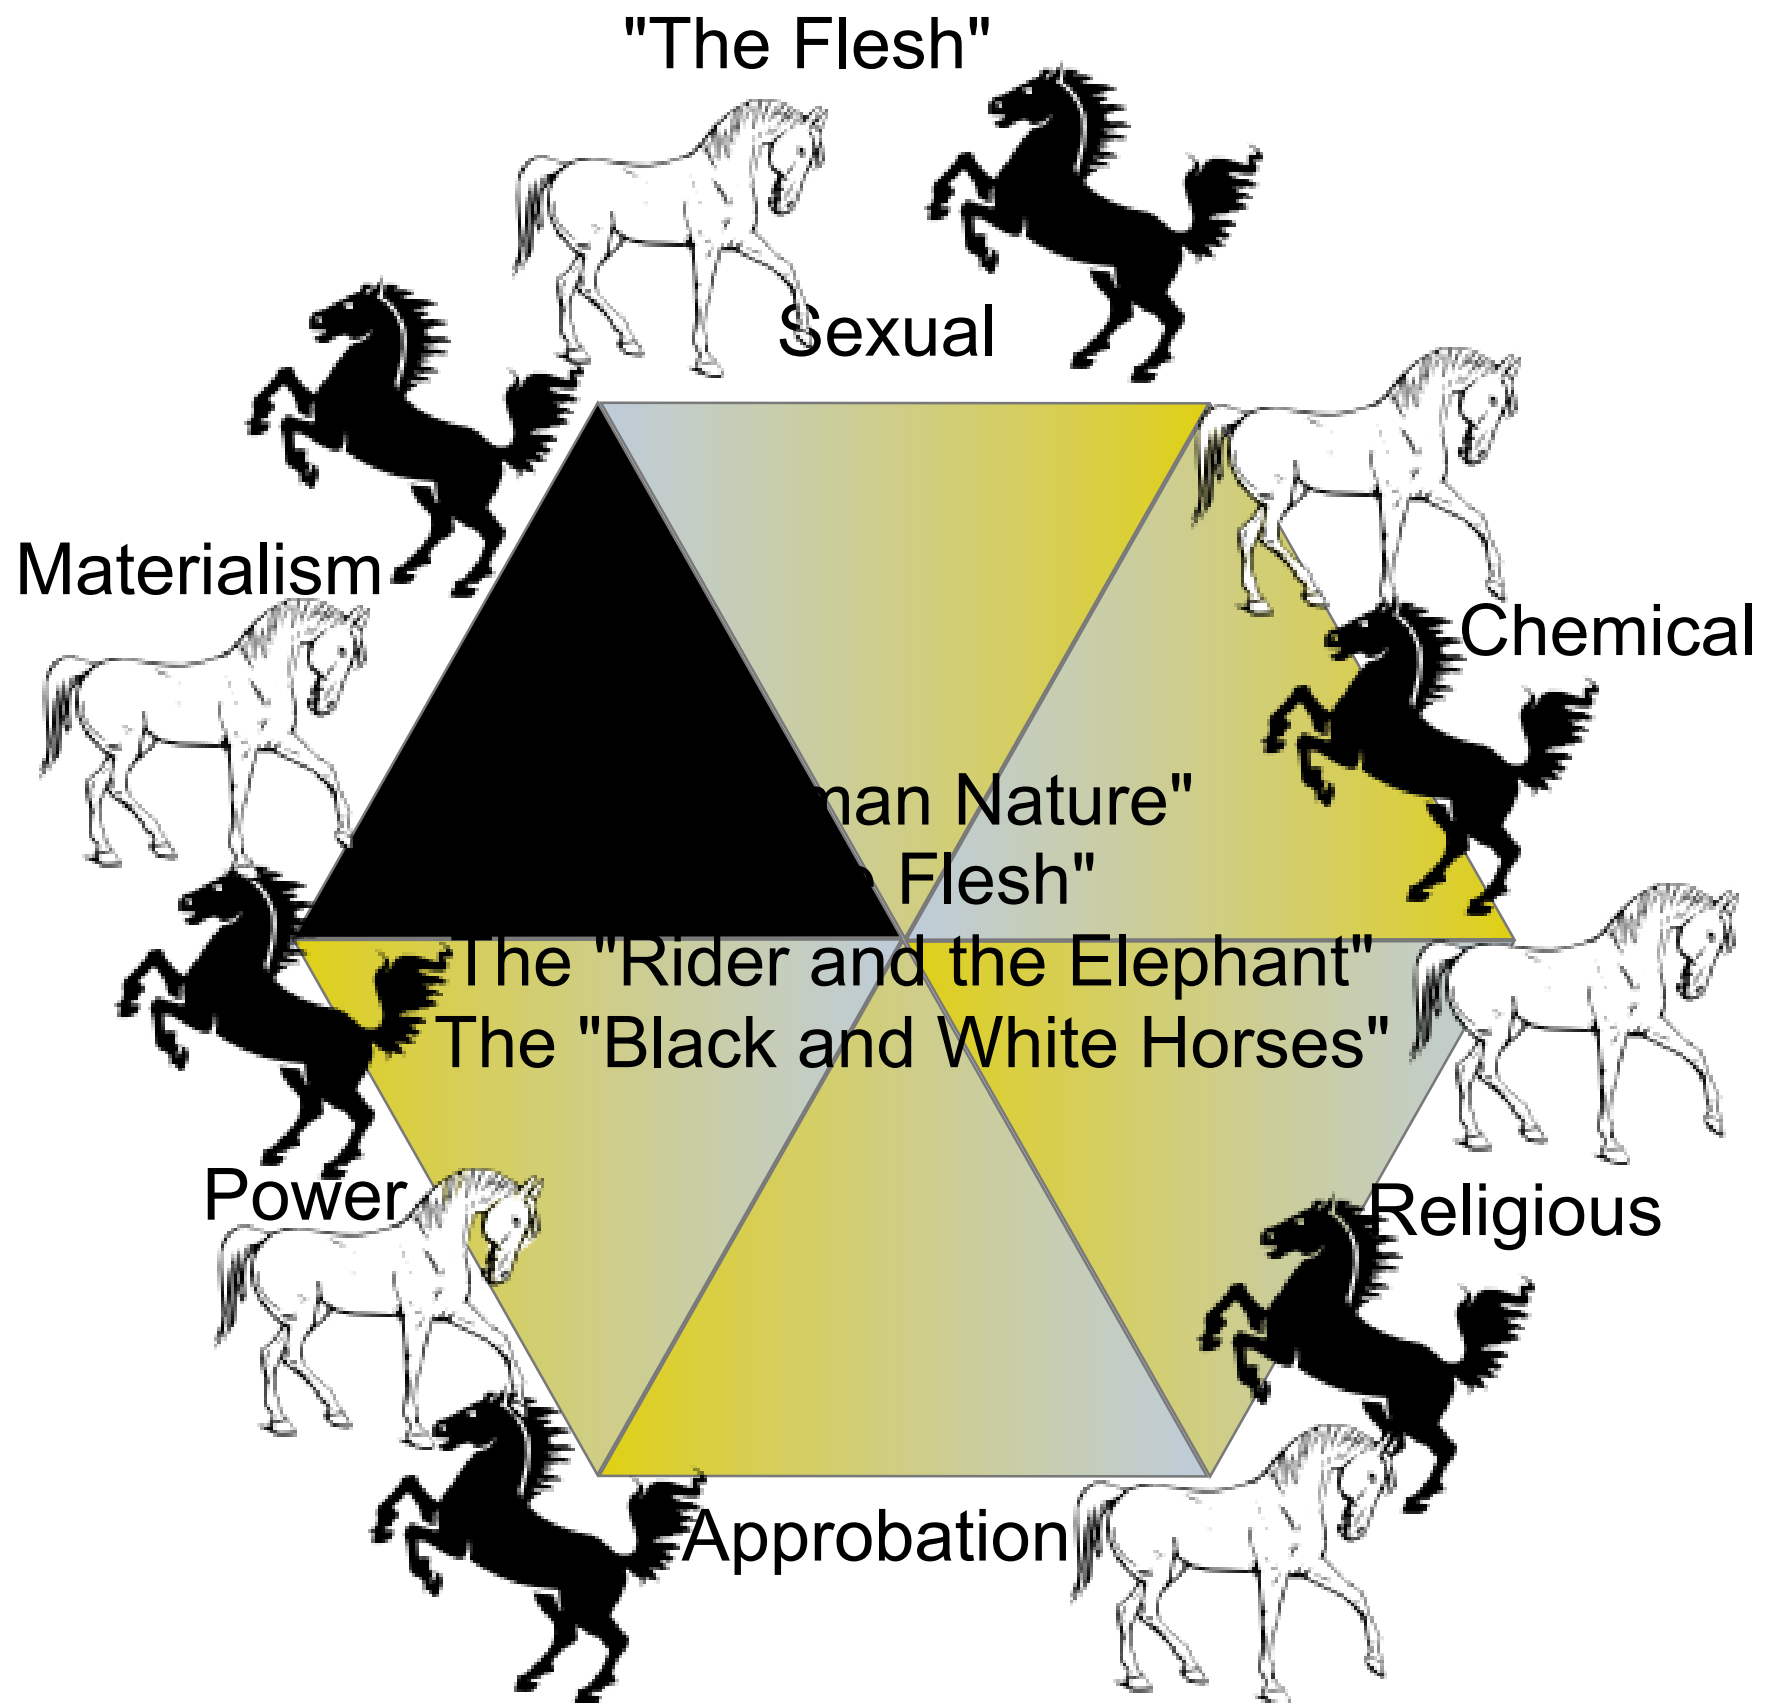 "The Flesh"
Sexual
Materialism
Chemical
Nature"
Flesh"
The "Rider and the Elephant"
The "Black and White Horses"
Power
Religious
Approbation